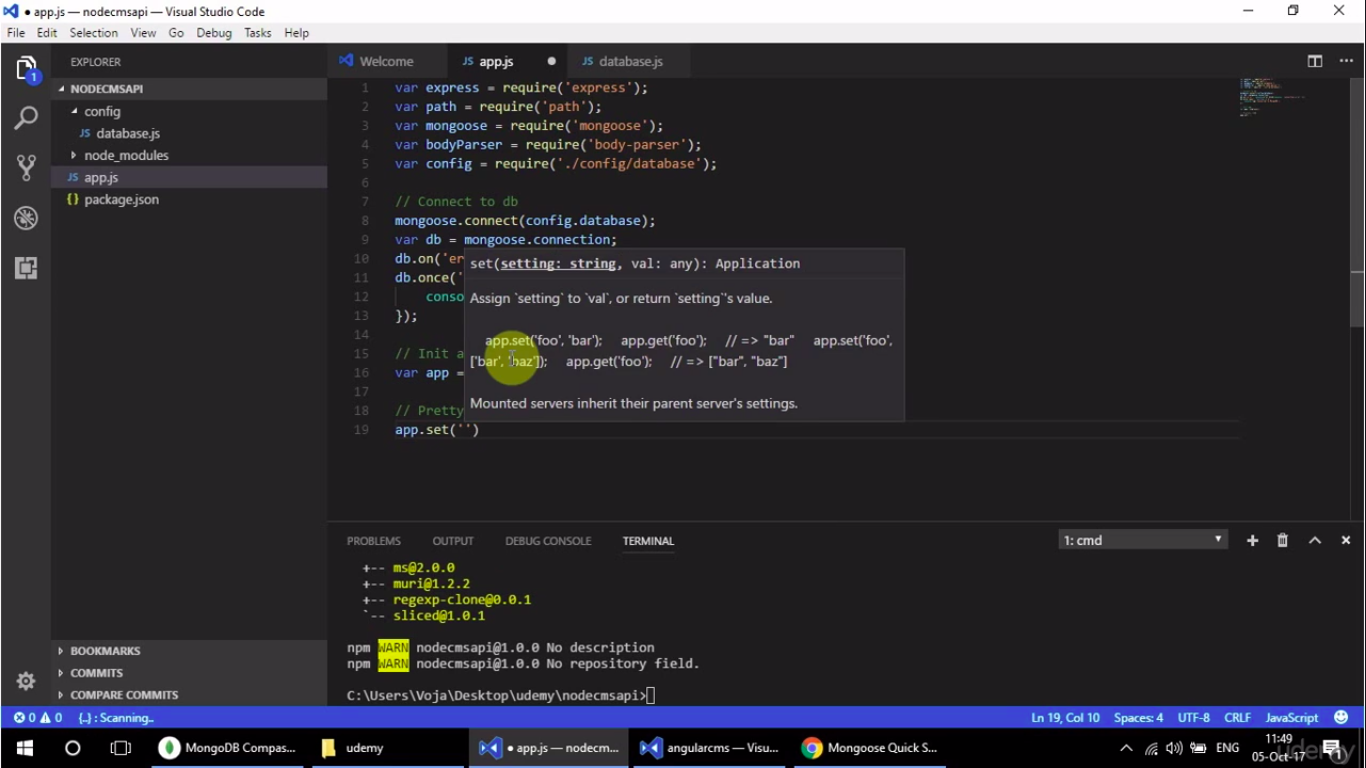 ● app.js — nodecmsapi — Visual Studio Code
File Edit Selection View Go Debug Tasks Help
EXPLORER
Welcome
JS app.js ●
JS database.js
NODECMSAPI
config
JS database.js
node_modules
JS app.js
{} package.json
1 var express = require('express');
2 var path = require('path');
3 var mongoose = require('mongoose');
4 var bodyParser = require('body-parser');
5 var config = require('./config/database');
6
7 // Connect to db
8 mongoose.connect(config.database);
9 var db = mongoose.connection;
10 db.on('er
11 db.once('
12 conso
13 });
14
15 // Init a
16 var app =
17
18 // Pretty
19 app.set('')
set(setting: string, val: any): Application
Assign `setting` to `val`, or return `setting`'s value.
app.set('foo', 'bar'); app.get('foo'); // => "bar" app.set('foo',
['bar', 'baz']); app.get('foo'); // => ["bar", "baz"]
Mounted servers inherit their parent server's settings.
PROBLEMS OUTPUT DEBUG CONSOLE TERMINAL
1: cmd
+-- ms@2.0.0
+-- muri@1.2.2
+-- regexp-clone@0.0.1
`-- sliced@1.0.1
npm WARN nodecmsapi@1.0.0 No description
npm WARN nodecmsapi@1.0.0 No repository field.
C:\Users\Voja\Desktop\udemy\nodecmsapi>
BOOKMARKS
COMMITS
COMPARE COMMITS
1
0 0 {..} : Scanning..
Ln 19, Col 10 Spaces: 4 UTF-8 CRLF JavaScript
MongoDB Compas...
udemy
● app.js — nodecm...
angularcms — Visu...
Mongoose Quick S...
ENG
11:49
05-Oct-17
1
udemy